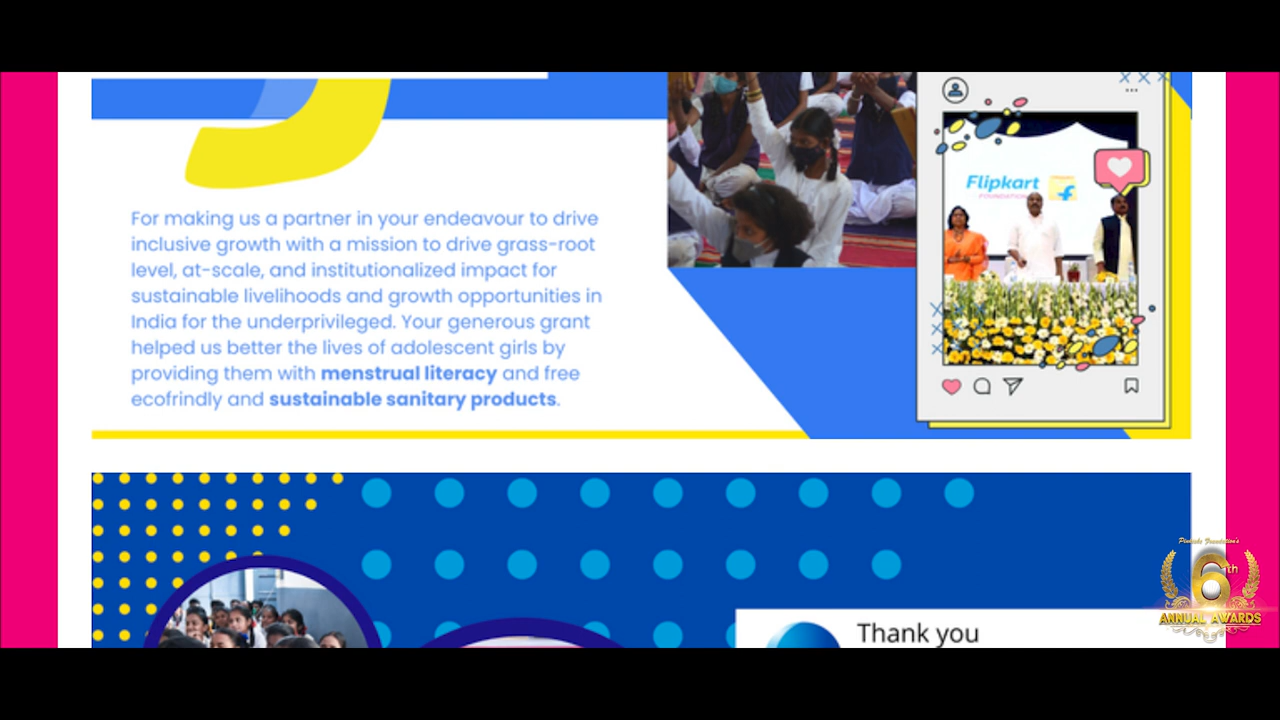 For making us a partner in your endeavour to drive
inclusive growth with a mission to drive grass-root
level, at-scale, and institutionalized impact for
sustainable livelihoods and growth opportunities in
India for the underprivileged. Your generous grant
helped us better the lives of adolescent girls by
providing them with menstrual literacy and free
ecofrindly and sustainable sanitary products.
Flipkart
FOUNDATION
Thank you
6th
ANNUAL AWARDS